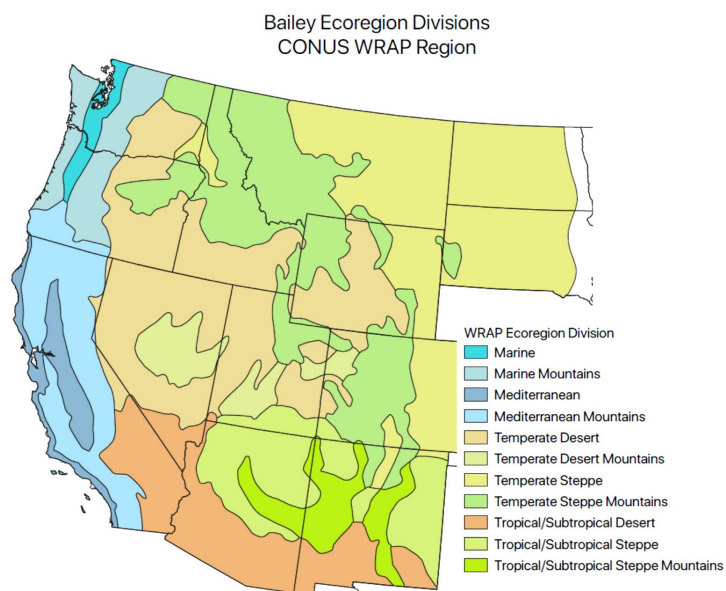 Bailey Ecoregion Divisions
CONUS WRAP Region
WRAP Ecoregion Division
Marine
Marine Mountains
Mediterranean
Mediterranean Mountains
Temperate Desert
Temperate Desert Mountains
Temperate Steppe
Temperate Steppe Mountains
Tropical/Subtropical Desert
Tropical/Subtropical Steppe
Tropical/Subtropical Steppe Mountains